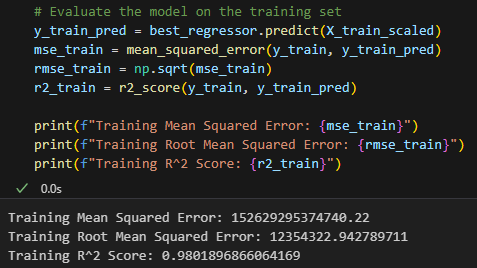 # Evaluate the model on the training set
y_train_pred = best_regressor.predict(X_train_scaled)
mse_train = mean_squared_error(y_train, y_train_pred)
rmse_train = np.sqrt(mse_train)
r2_train = r2_score(y_train, y_train_pred)
print(f"Training Mean Squared Error: {mse_train}")
print(f"Training Root Mean Squared Error: {rmse_train}")
print(f"Training R^2 Score: {r2_train}")
0.0s
Training Mean Squared Error: 152629295374740.22
Training Root Mean Squared Error: 12354322.942789711
Training R^2 Score: 0.9801896866064169